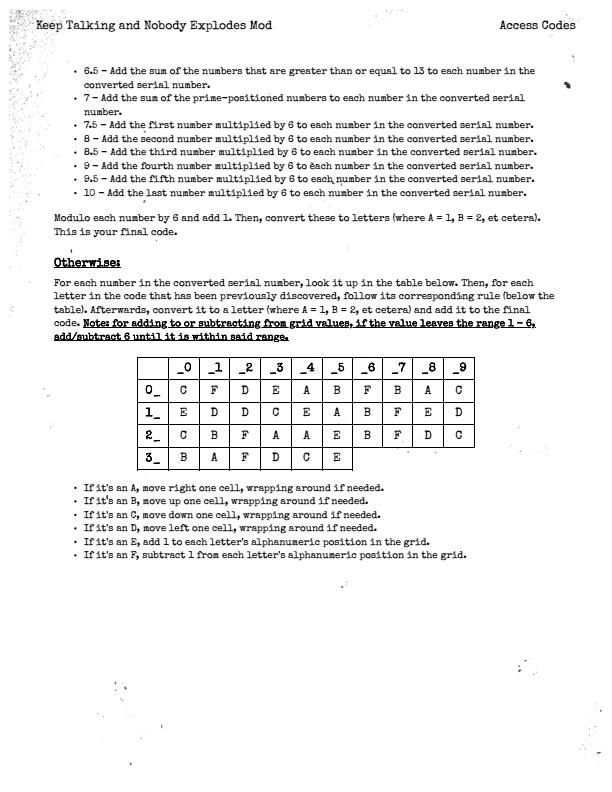 Keep Talking and Nobody Explodes Mod Access Codes
• 6.5 – Add the sum of the numbers that are greater than or equal to 13 to each number in the
converted serial number.
• 7 – Add the sum of the prime-positioned numbers to each number in the converted serial
number.
• 7.5 – Add the first number multiplied by 6 to each number in the converted serial number.
• 8 – Add the second number multiplied by 6 to each number in the converted serial number.
• 8.5 – Add the third number multiplied by 6 to each number in the converted serial number.
• 9 – Add the fourth number multiplied by 6 to each number in the converted serial number.
• 9.5 – Add the fifth number multiplied by 6 to each number in the converted serial number.
• 10 – Add the last number multiplied by 6 to each number in the converted serial number.
Modulo each number by 6 and add 1. Then, convert these to letters (where A = 1, B = 2, et cetera).
This is your final code.
Otherwise:
For each number in the converted serial number, look it up in the table below. Then, for each
letter in the code that has been previously discovered, follow its corresponding rule (below the
table). Afterwards, convert it to a letter (where A = 1, B = 2, et cetera) and add it to the final
code. Note: for adding to or subtracting from grid values, if the value leaves the range 1 – 6,
add/subtract 6 until it is within said range.
_0 _1 _2 _3 _4 _5 _6 _7 _8 _9
0_ C F D E A B F B A C
1_ E D D C E A B F E D
2_ C B F A A E B F D C
3_ B A F D C E
• If it's an A, move right one cell, wrapping around if needed.
• If it's an B, move up one cell, wrapping around if needed.
• If it's an C, move down one cell, wrapping around if needed.
• If it's an D, move left one cell, wrapping around if needed.
• If it's an E, add 1 to each letter's alphanumeric position in the grid.
• If it's an F, subtract 1 from each letter's alphanumeric position in the grid.